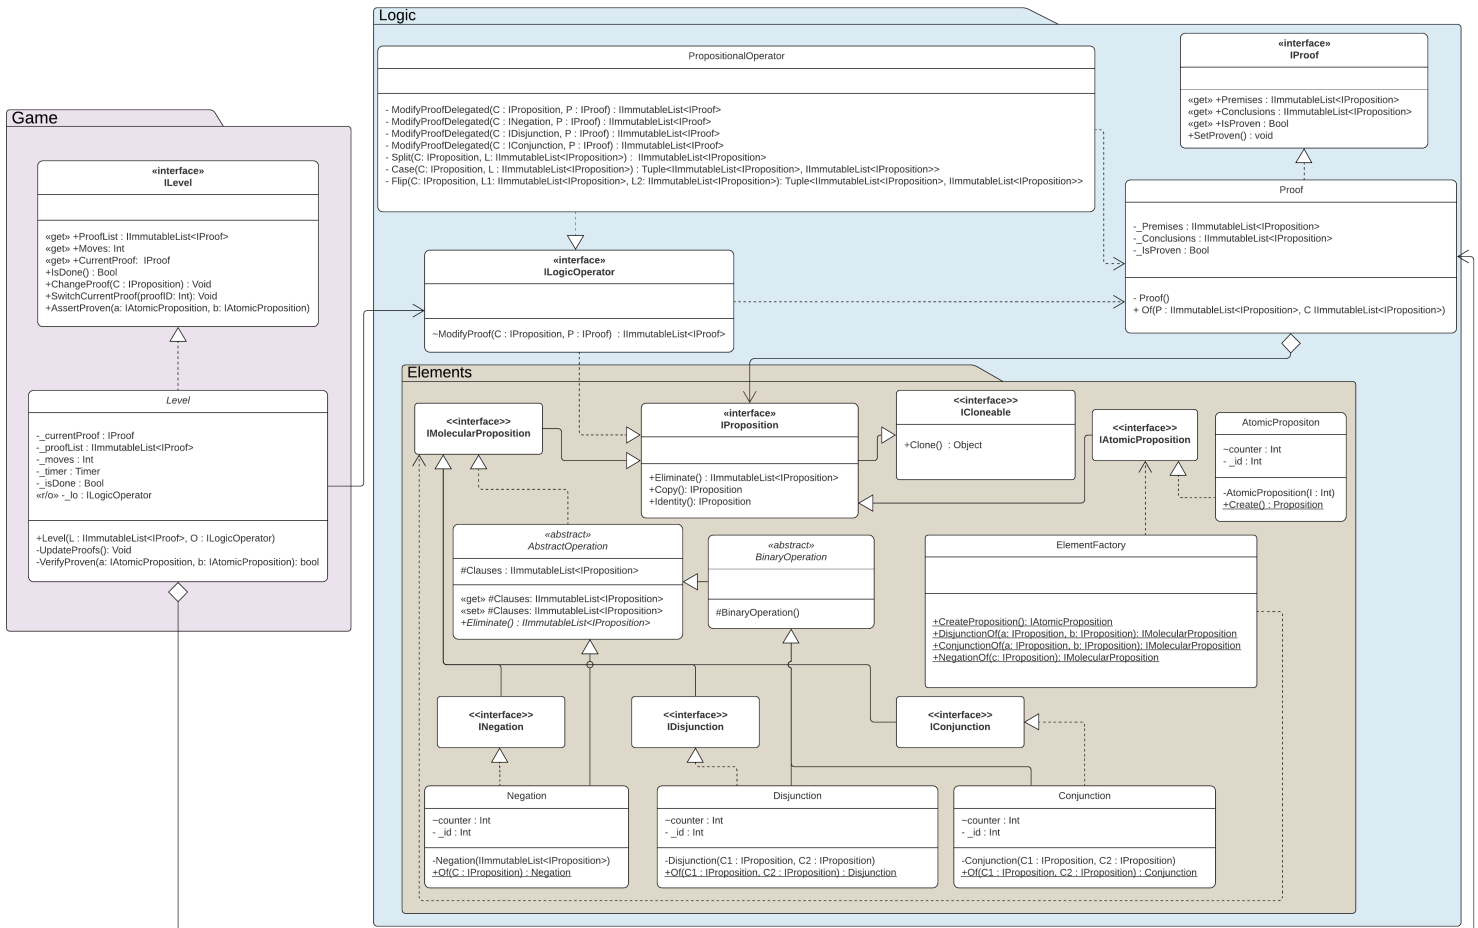 Logic
PropositionalOperator
- ModifyProofDelegated(C : IProposition, P : IProof) : IImmutableList<IProof>
- ModifyProofDelegated(C : INegation, P : IProof) : IImmutableList<IProof>
- ModifyProofDelegated(C : IDisjunction, P : IProof) : IImmutableList<IProof>
- ModifyProofDelegated(C : IConjunction, P : IProof) : IImmutableList<IProof>
- Split(C: IProposition, L: IImmutableList<IProposition>) :  IImmutableList<IProposition>
- Case(C: IProposition, L : IImmutableList<IProposition>) : Tuple<IImmutableList<IProposition>, IImmutableList<IProposition>>
- Flip(C: IProposition, L1: IImmutableList<IProposition>, L2: IImmutableList<IProposition>): Tuple<IImmutableList<IProposition>, IImmutableList<IProposition>>
«interface»
IProof
«get» +Premises : IImmutableList<IProposition>
«get» +Conclusions : IImmutableList<IProposition>
«get» +IsProven : Bool
+SetProven() : void
Game
«interface»
ILevel
«get» +ProofList : IImmutableList<IProof>
«get» +Moves: Int
«get» +CurrentProof:  IProof
+IsDone() : Bool
+ChangeProof(C : IProposition) : Void
+SwitchCurrentProof(proofID: Int): Void
+AssertProven(a: IAtomicProposition, b: IAtomicProposition)
Proof
-_Premises : IImmutableList<IProposition>
-_Conclusions : IImmutableList<IProposition>
-_IsProven : Bool
- Proof()
+ Of(P : IImmutableList<IProposition>, C IImmutableList<IProposition>)
«interface»
ILogicOperator
~ModifyProof(C : IProposition, P : IProof)  : IImmutableList<IProof>
Level
-_currentProof : IProof
-_proofList : IImmutableList<IProof>
-_moves : Int
-_timer : Timer
-_isDone : Bool
«r/o» -_lo : ILogicOperator
+Level(L : IImmutableList<IProof>, O : ILogicOperator)
-UpdateProofs(): Void
-VerifyProven(a: IAtomicProposition, b: IAtomicProposition): bool
Elements
<<interface>>
IMolecularProposition
«interface»
IProposition
+Eliminate() : IImmutableList<IProposition>
+Copy(): IProposition
+Identity(): IProposition
<<interface>>
ICloneable
+Clone()  : Object
<<interface>>
IAtomicProposition
AtomicPropositon
~counter : Int
- _id : Int
-AtomicProposition(I : Int)
+Create() : Proposition
«abstract»
AbstractOperation
#Clauses : IImmutableList<IProposition>
«get» #Clauses: IImmutableList<IProposition>
«set» #Clauses: IImmutableList<IProposition>
+Eliminate() : IImmutableList<IProposition>
«abstract»
BinaryOperation
#BinaryOperation()
ElementFactory
+CreateProposition(): IAtomicProposition
+DisjunctionOf(a: IProposition, b: IProposition): IMolecularProposition
+ConjunctionOf(a: IProposition, b: IProposition): IMolecularProposition
+NegationOf(c: IProposition): IMolecularProposition
<<interface>>
INegation
<<interface>>
IDisjunction
<<interface>>
IConjunction
Negation
~counter : Int
- _id : Int
-Negation(IImmutableList<IProposition>)
+Of(C : IProposition) : Negation
Disjunction
~counter : Int
- _id : Int
-Disjunction(C1 : IProposition, C2 : IProposition)
+Of(C1 : IProposition, C2 : IProposition) : Disjunction
Conjunction
~counter : Int
- _id : Int
-Conjunction(C1 : IProposition, C2 : IProposition)
+Of(C1 : IProposition, C2 : IProposition) : Conjunction